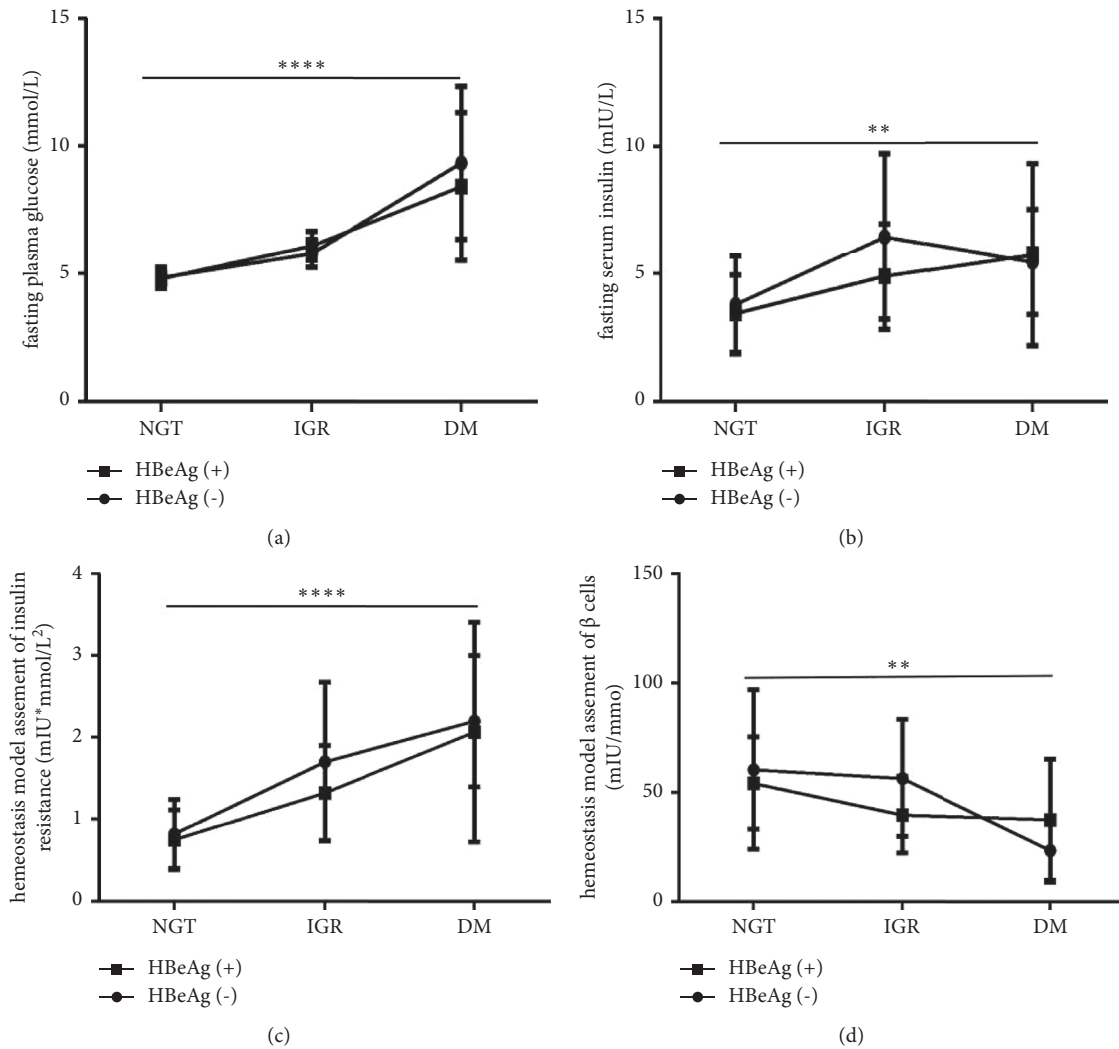 15
10
5
0
fasting plasma glucose (mmol/L)
****
NGT IGR DM
HBeAg (+)
HBeAg (-)
(a)
15
10
5
0
fasting serum insulin (mIU/L)
**
NGT IGR DM
HBeAg (+)
HBeAg (-)
(b)
4
3
2
1
0
hemeostasis model assement of insulin
resistance (mIU*mmol/L²)
****
NGT IGR DM
HBeAg (+)
HBeAg (-)
(c)
150
100
50
0
hemeostasis model assement of β cells
(mIU/mmo)
**
NGT IGR DM
HBeAg (+)
HBeAg (-)
(d)